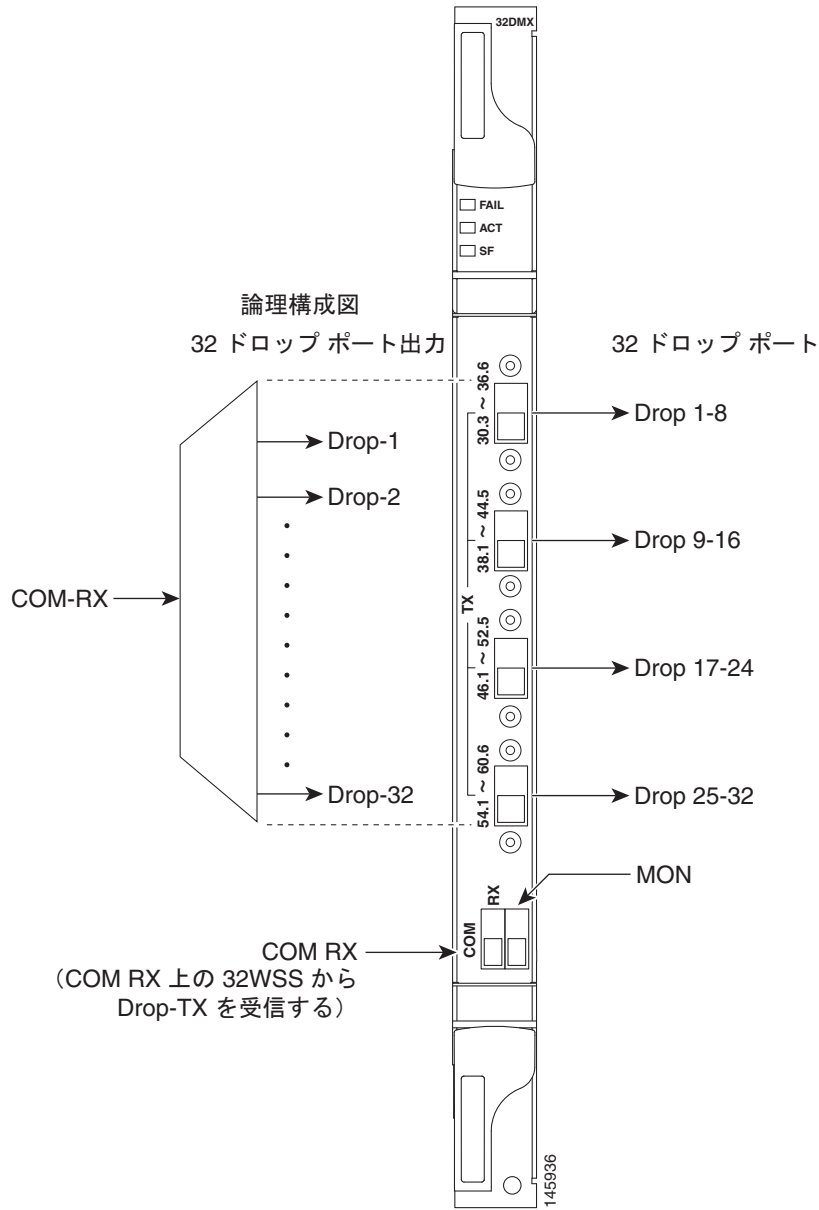 32DMX
FAIL
ACT
SF
論理構成図
32 ドロップ ポート出力
32 ドロップ ポート
30.3 ~ 36.6
Drop 1-8
Drop-1
Drop-2
38.1 ~ 44.5
Drop 9-16
COM-RX
TX
46.1 ~ 52.5
Drop 17-24
Drop-32
54.1 ~ 60.6
Drop 25-32
MON
RX
COM
COM RX
(COM RX 上の 32WSS から
Drop-TX を受信する)
145936